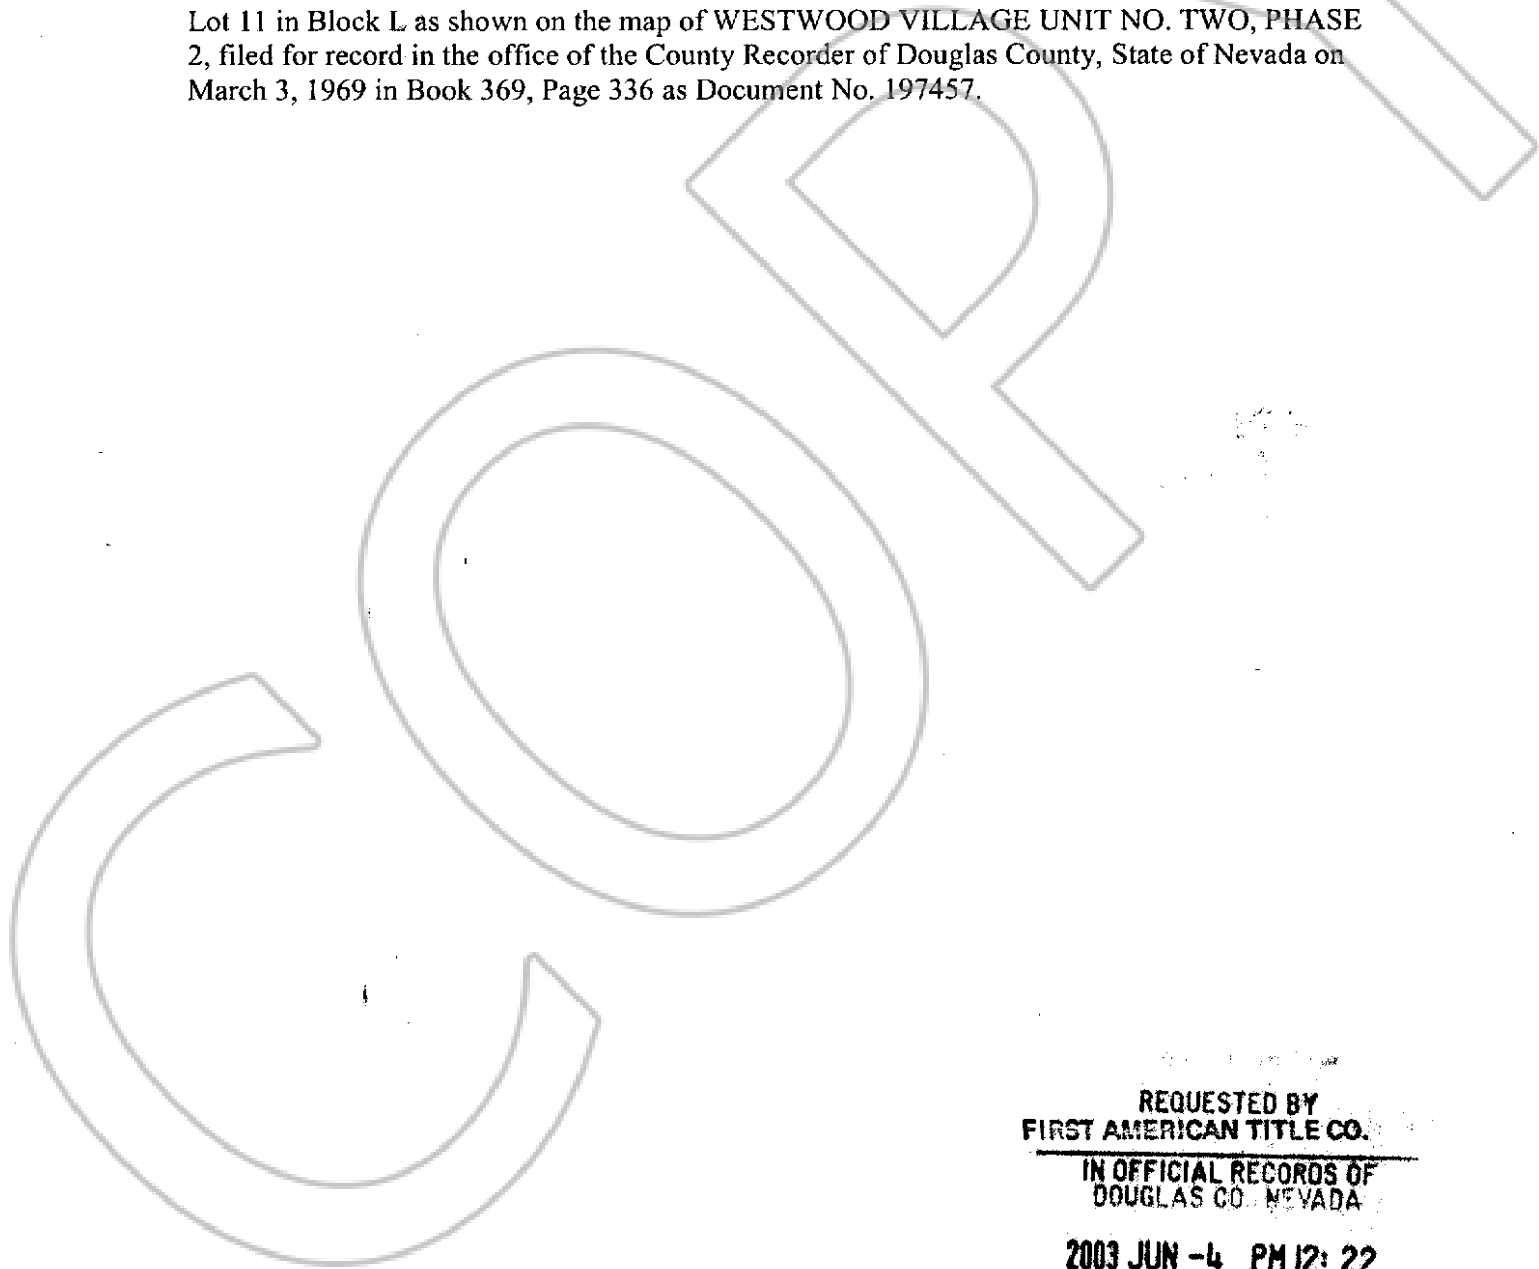 Lot 11 in Block L as shown on the map of WESTWOOD VILLAGE UNIT NO. TWO, PHASE
2, filed for record in the office of the County Recorder of Douglas County, State of Nevada on
March 3, 1969 in Book 369, Page 336 as Document No. 197457.
COPY
REQUESTED BY
FIRST AMERICAN TITLE CO.
IN OFFICIAL RECORDS OF
DOUGLAS CO. NEVADA
2003 JUN -4 PM 12: 22